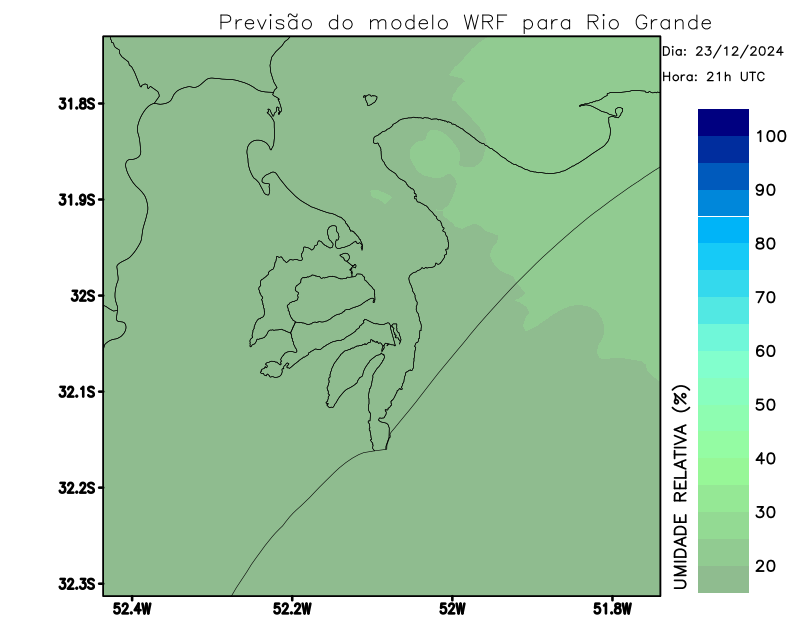 Previsão do modelo WRF para Rio Grande
Dia: 23/12/2024
Hora: 21h UTC
31.8S
31.9S
32S
32.1S
32.2S
32.3S
52.4W
52.2W
52W
51.8W
UMIDADE RELATIVA (%)
100
90
80
70
60
50
40
30
20